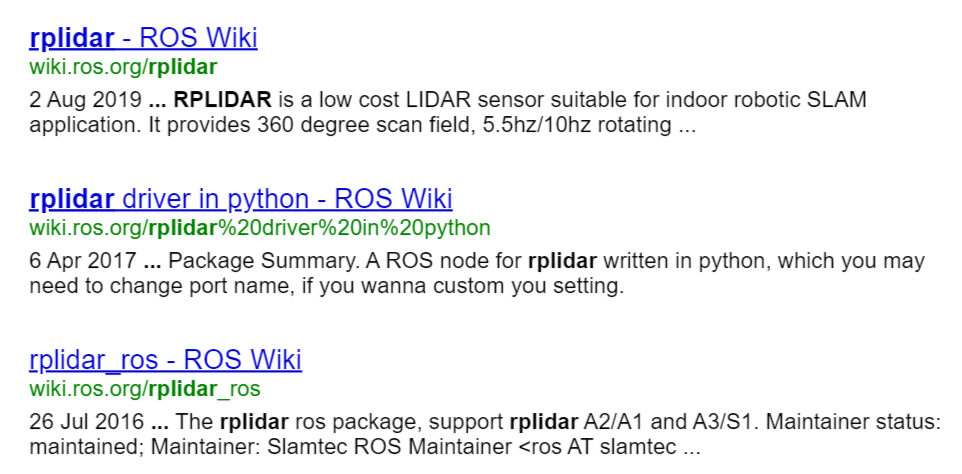 rplidar - ROS Wiki
wiki.ros.org/rplidar
2 Aug 2019 ... RPLIDAR is a low cost LIDAR sensor suitable for indoor robotic SLAM
application. It provides 360 degree scan field, 5.5hz/10hz rotating ...
rplidar driver in python - ROS Wiki
wiki.ros.org/rplidar%20driver%20in%20python
6 Apr 2017 ... Package Summary. A ROS node for rplidar written in python, which you may
need to change port name, if you wanna custom you setting.
rplidar_ros - ROS Wiki
wiki.ros.org/rplidar_ros
26 Jul 2016 ... The rplidar ros package, support rplidar A2/A1 and A3/S1. Maintainer status:
maintained; Maintainer: Slamtec ROS Maintainer <ros AT slamtec ...